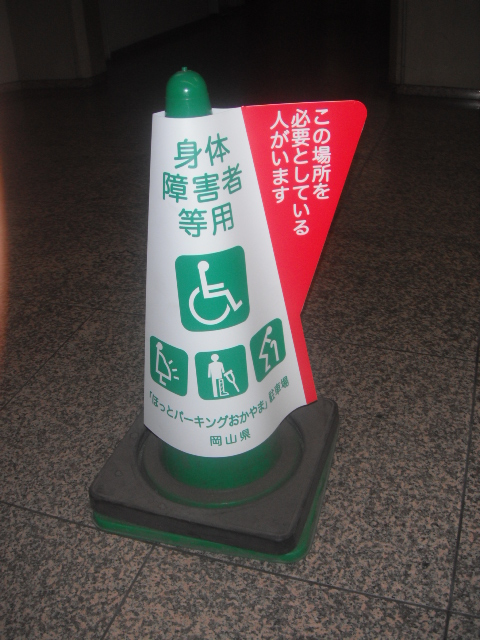 身体
障害者
等用
この場所を
必要としている
人がいます
「ほっとパーキングおかやま」駐車場
岡山県